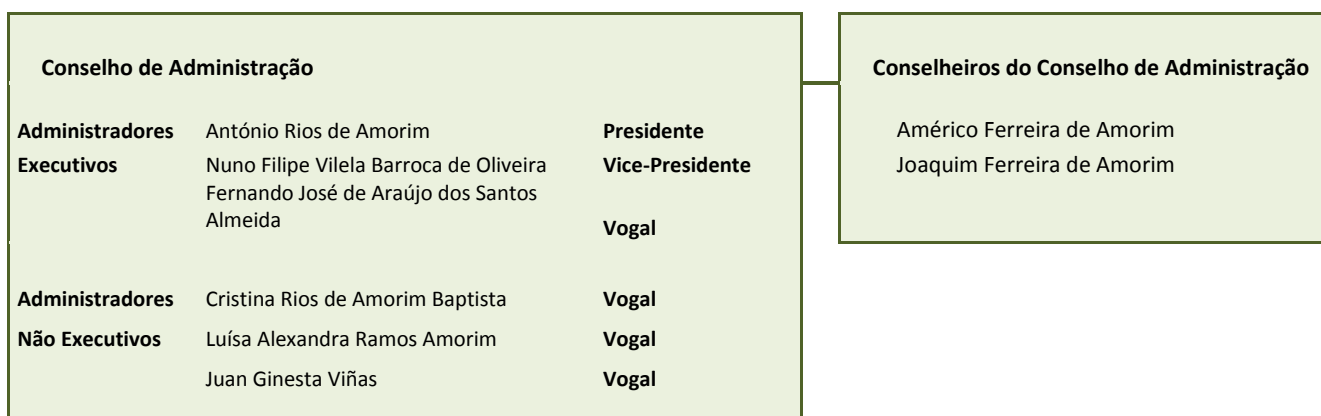 Conselho de Administração
Administradores António Rios de Amorim Presidente
Executivos Nuno Filipe Vilela Barroca de Oliveira Vice-Presidente
Fernando José de Araújo dos Santos
Almeida Vogal
Administradores Cristina Rios de Amorim Baptista Vogal
Não Executivos Luísa Alexandra Ramos Amorim Vogal
Juan Ginesta Viñas Vogal
Conselheiros do Conselho de Administração
Américo Ferreira de Amorim
Joaquim Ferreira de Amorim